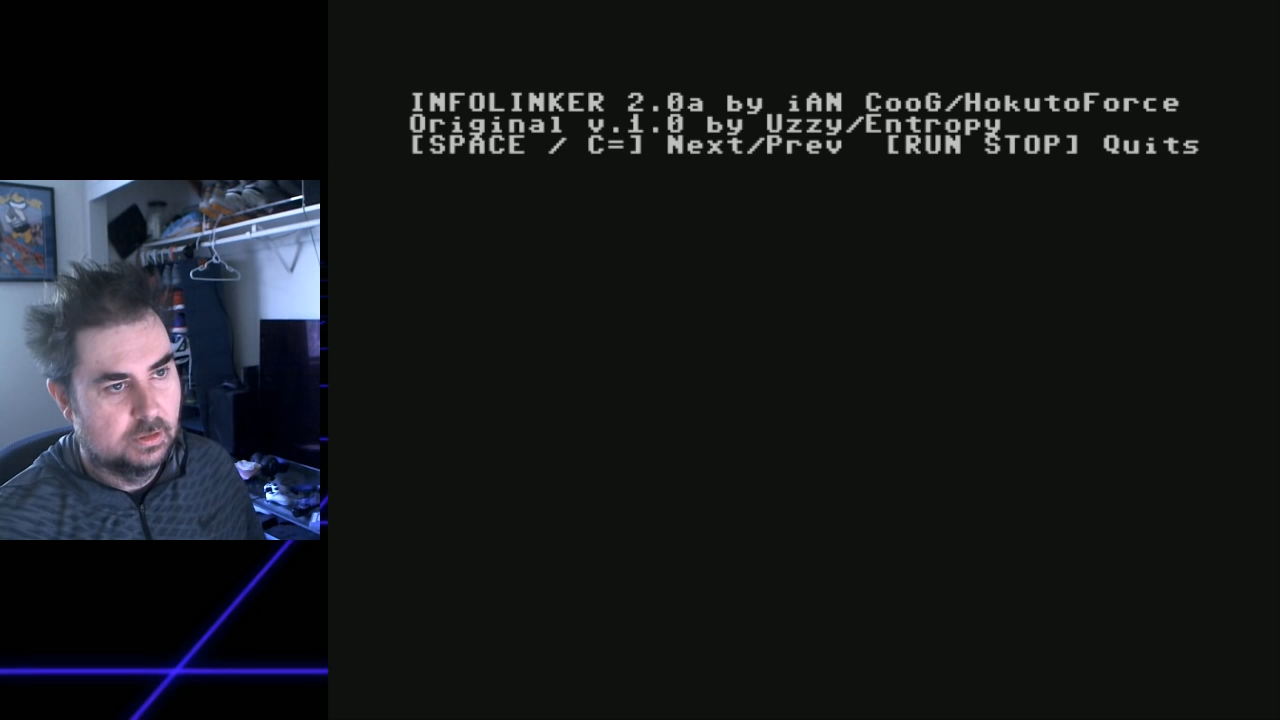 INFOLINKER 2.0a by iAN CooG/HokutoForce
Original v.1.0 by Uzzy/Entropy
[SPACE / C=] Next/Prev  [RUN STOP] Quits